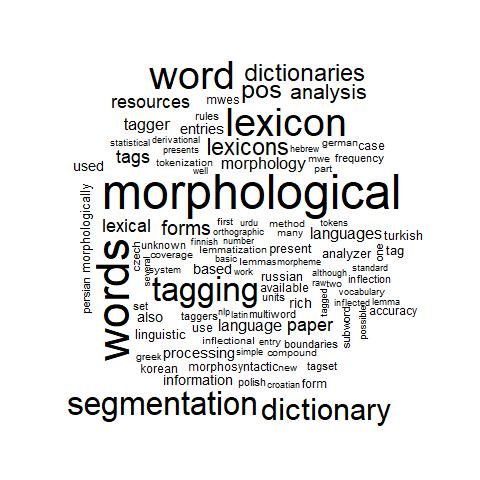 word dictionaries
pos analysis
resources mwes
rules
tagger entries lexicon
statistical derivational
lexicons hebrew german case
presents
tags tokenization mwe frequency
used well morphology part
morphological
persian morphologically
lexical forms first urdu method tokens
orthographic many languages turkish
words czech unknown finnish number
lemmatization present analyzer one tag
coverage basic lemmas morpheme
several system based work russian although standard
raw two inflection
tagging available tagged vocabulary
units rich inflected lemma
set also taggers nlp latin multiword subword possible accuracy
linguistic use language paper
inflectional entry boundaries
greek processing simple compound
korean morphosyntactic new tagset
information polish croatian form
segmentation dictionary